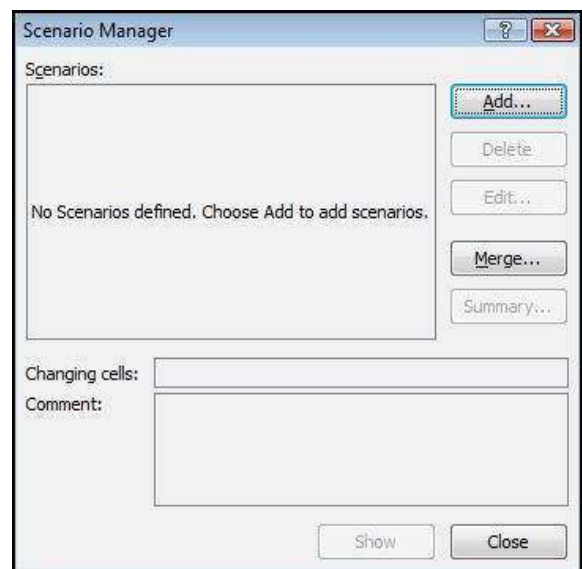 Scenario Manager
Scenarios:
Add...
Delete
Edit...
No Scenarios defined. Choose Add to add scenarios.
Merge...
Summary...
Changing cells:
Comment:
Show
Close